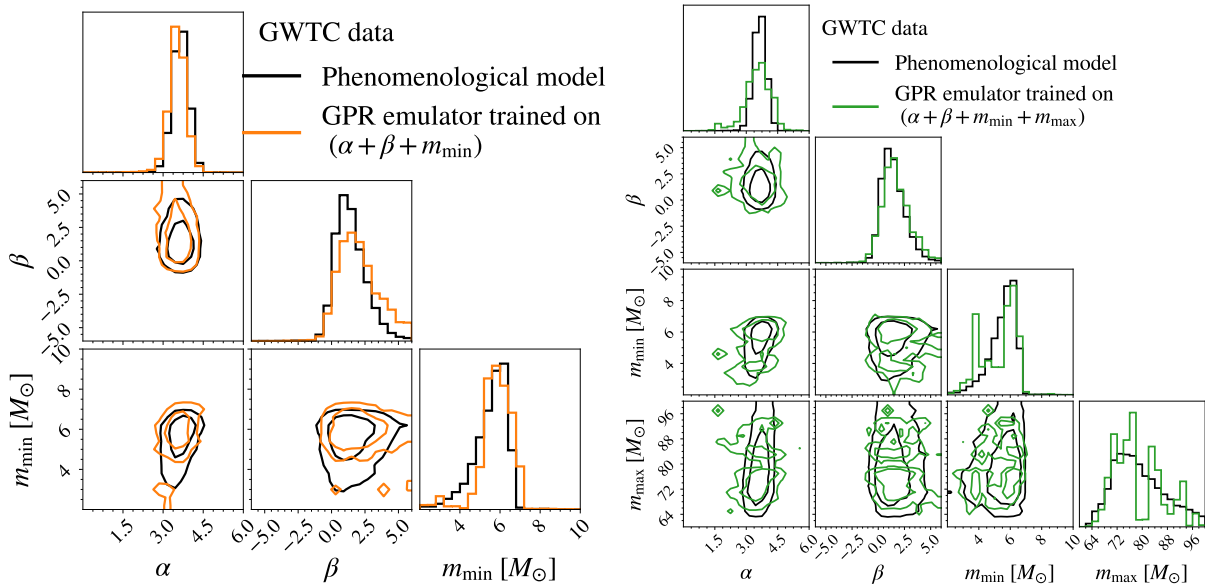 GWTC data
Phenomenological model
GPR emulator trained on
(α + β + m_min)
β
5.0
2.5
0.0
−2.5
−5.0
m_min [M_⊙]
10
8
6
4
1.5
3.0
4.5
6.0
α
−5.0
−2.5
0.0
2.5
5.0
β
4
6
8
10
m_min [M_⊙]
GWTC data
Phenomenological model
GPR emulator trained on
(α + β + m_min + m_max)
β
5.0
2.5
0.0
−2.5
−5.0
m_min [M_⊙]
10
8
6
4
m_max [M_⊙]
96
88
80
72
64
1.5
3.0
4.5
6.0
α
−5.0
−2.5
0.0
2.5
5.0
β
4
6
8
10
m_min [M_⊙]
64
72
80
88
96
m_max [M_⊙]